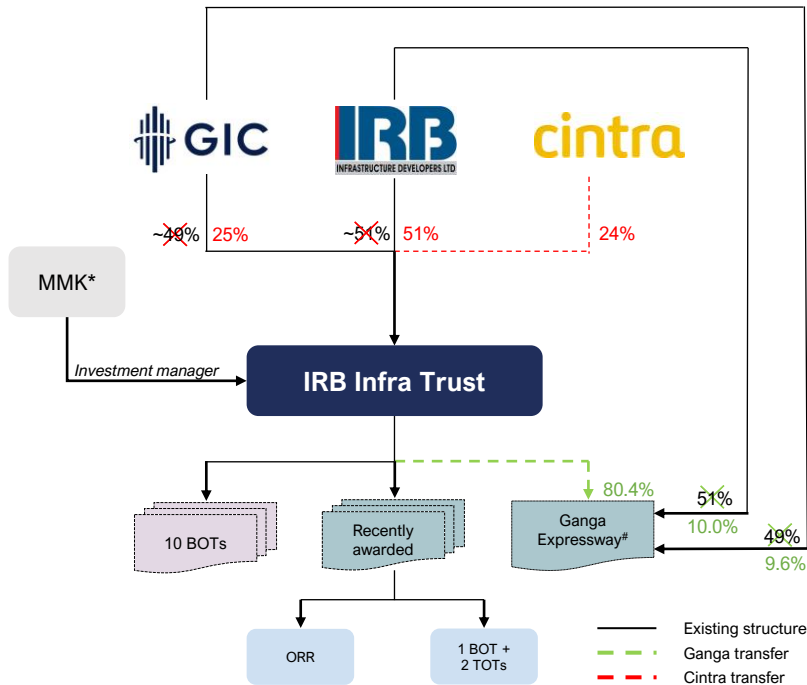 GIC
IRB
INFRASTRUCTURE DEVELOPERS LTD
cintra
~49% 25%
~51% 51%
24%
MMK*
Investment manager
IRB Infra Trust
80.4%
51%
10.0%
49%
9.6%
10 BOTs
Recently
awarded
Ganga
Expressway#
ORR
1 BOT +
2 TOTs
Existing structure
Ganga transfer
Cintra transfer